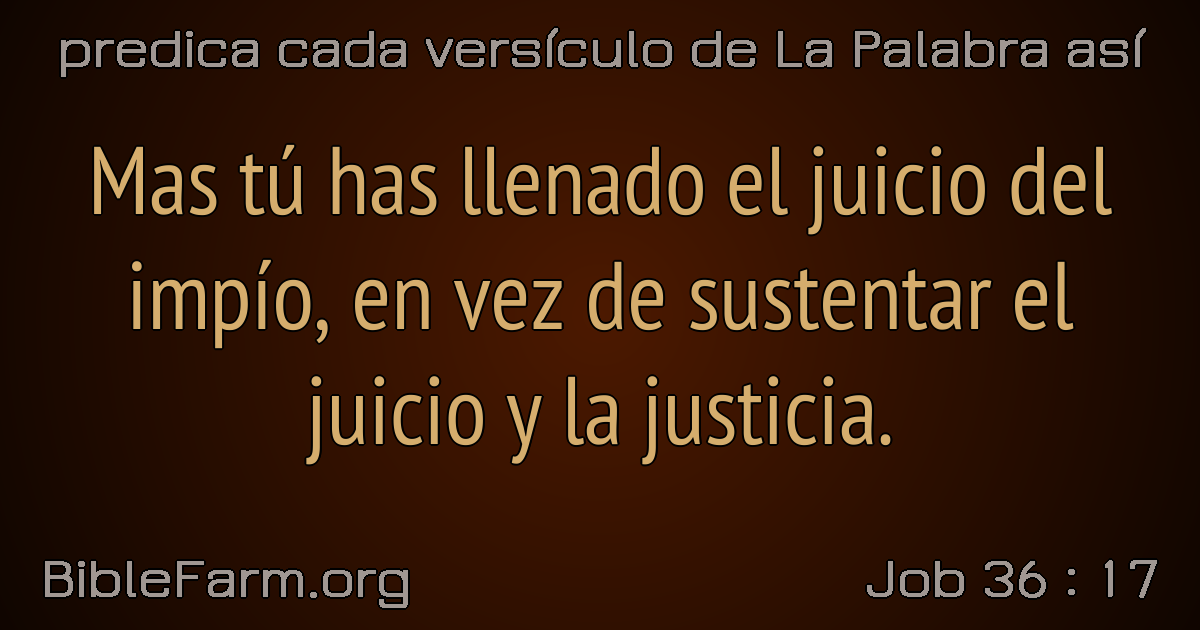 predica cada versículo de La Palabra así
Mas tú has llenado el juicio del
impío, en vez de sustentar el
juicio y la justicia.
BibleFarm.org
Job 36 : 17